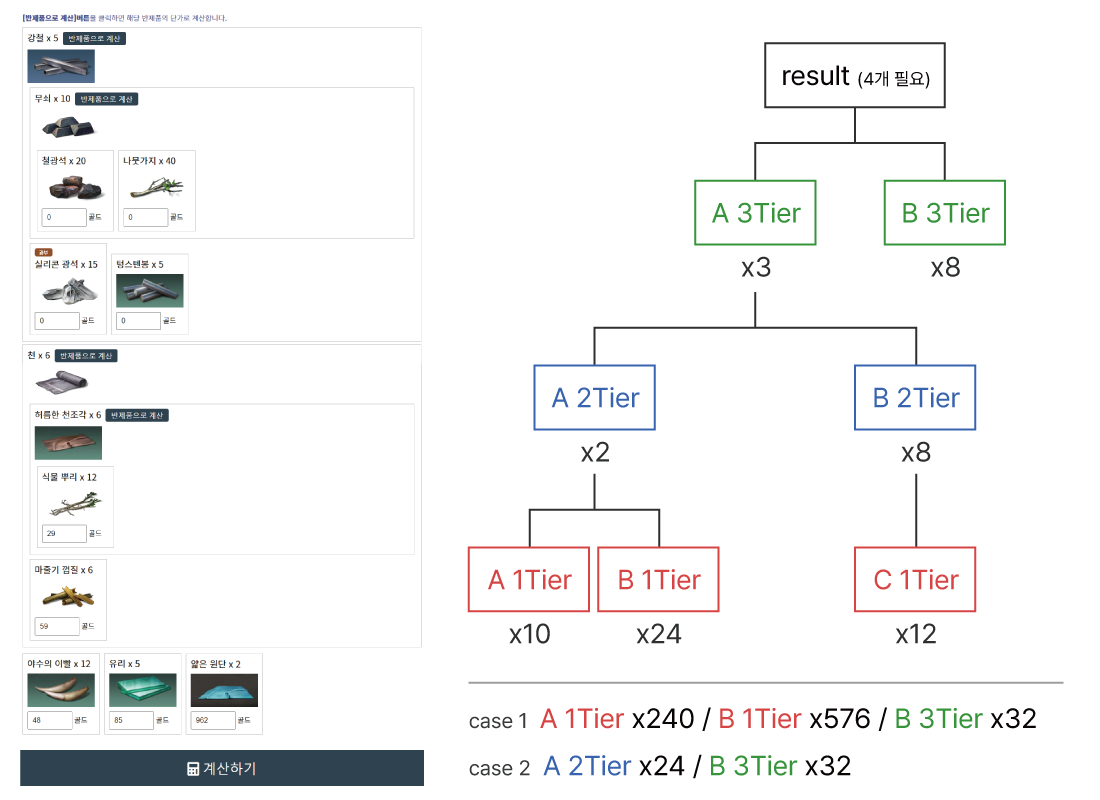 [반제품으로 계산]버튼을 클릭하면 해당 반제품의 단가로 계산합니다.
강철 x 5 반제품으로 계산
무쇠 x 10 반제품으로 계산
철광석 x 20 나뭇가지 x 40
0 골드 0 골드
공부
실리콘 광석 x 15 텅스텐봉 x 5
0 골드 0 골드
천 x 6 반제품으로 계산
허름한 천조각 x 6 반제품으로 계산
식물 뿌리 x 12
29 골드
마줄기 껍질 x 6
59 골드
야수의 이빨 x 12 유리 x 5 얇은 원단 x 2
48 골드 85 골드 962 골드
계산하기
result (4개 필요)
A 3Tier B 3Tier
x3 x8
A 2Tier B 2Tier
x2 x8
A 1Tier B 1Tier C 1Tier
x10 x24 x12
case 1 A 1Tier x240 / B 1Tier x576 / B 3Tier x32
case 2 A 2Tier x24 / B 3Tier x32